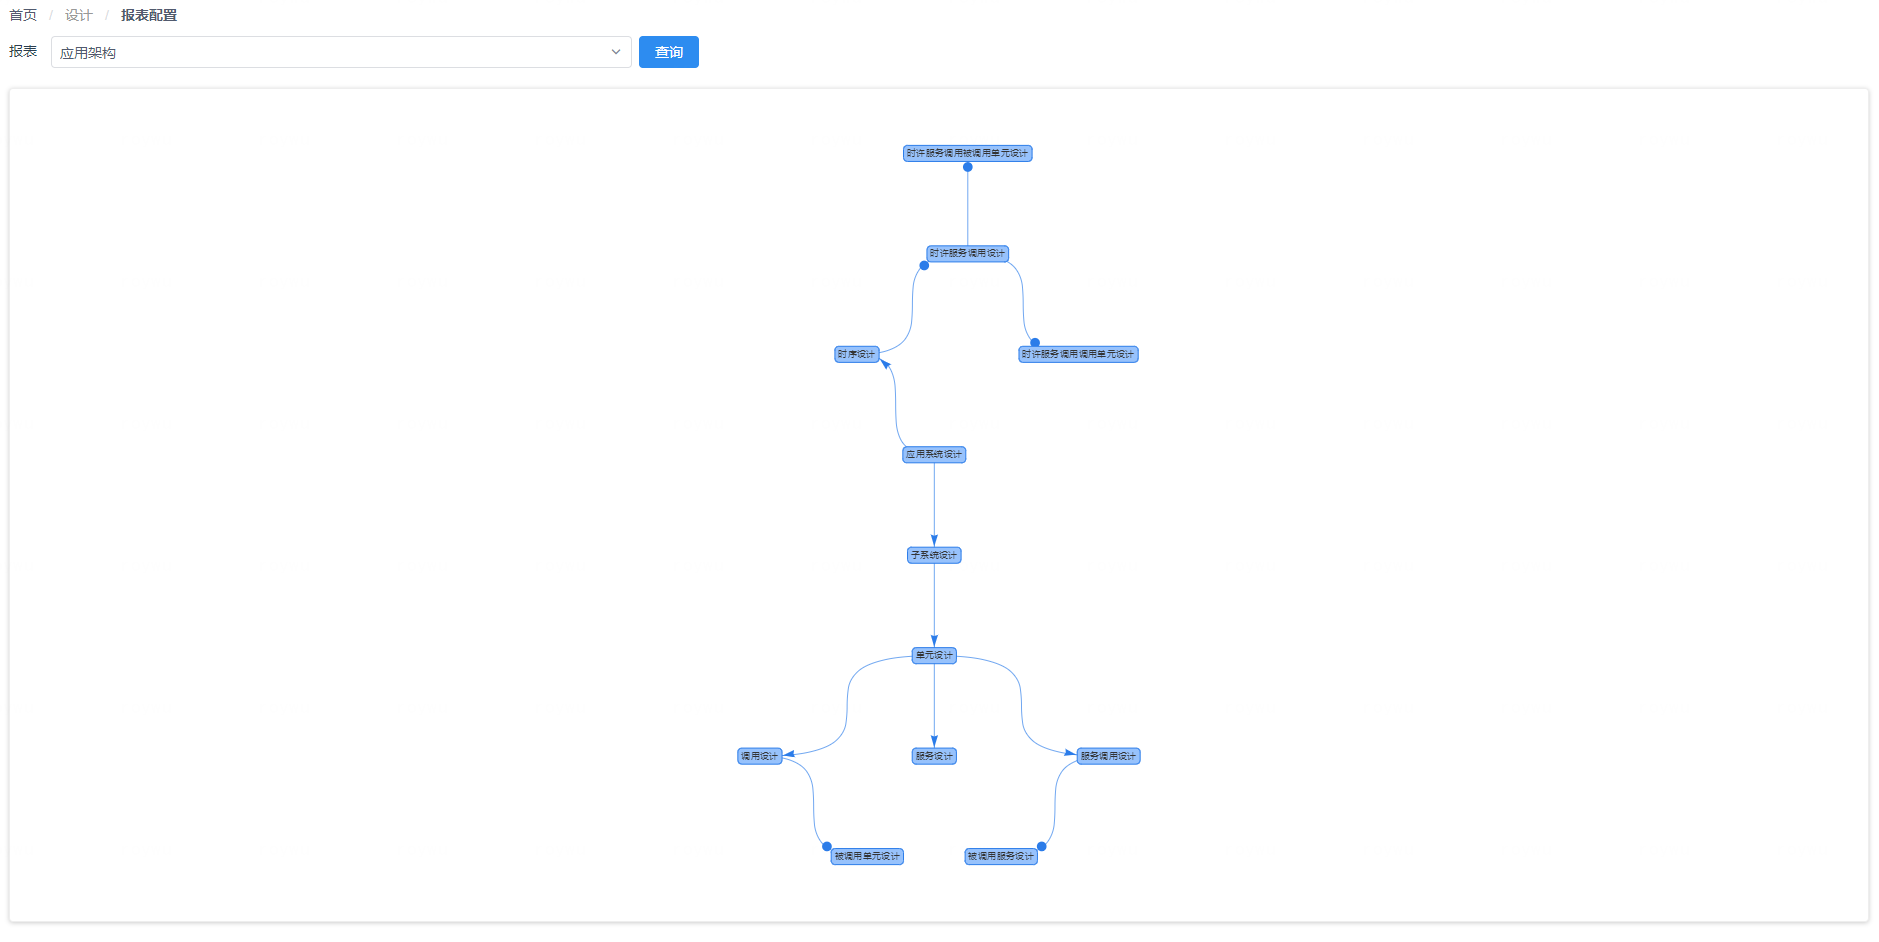 首页 / 设计 / 报表配置
报表 应用架构 查询
时许服务调用被调用单元设计
时许服务调用设计
时序设计 时许服务调用调用单元设计
应用系统设计
子系统设计
单元设计
调用设计 服务设计 服务调用设计
被调用单元设计 被调用服务设计